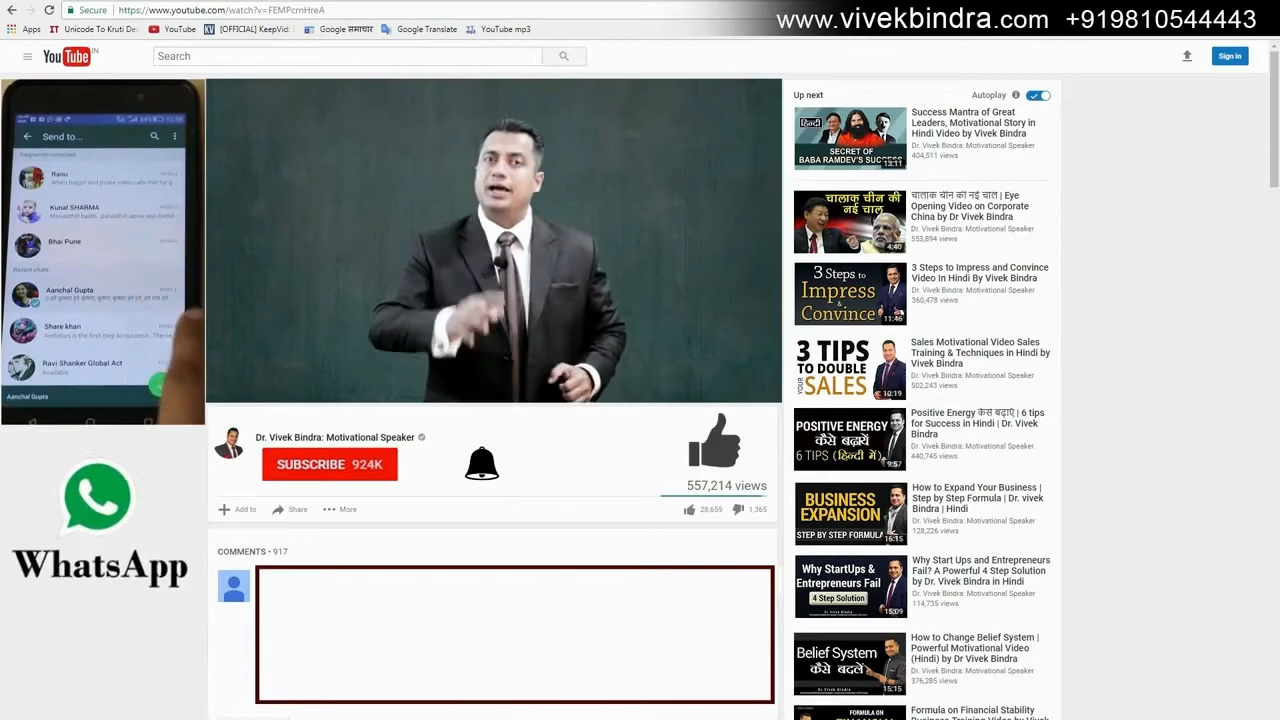 Secure
https://www.youtube.com/watch?v=FEMPcrnHreA
www.vivekbindra.com +919810544443
Apps
Unicode To Kruti De
YouTube
[OFFICIAL] KeepVid
Google समाचार
Google Translate
YouTube mp3
YouTube IN
Search
Sign in
Send to...
Frequently contacted
Ranu
Kunal SHARMA
Bhai Pune
Recent chats
Aanchal Gupta
Share khan
Ambition is the first step to success. The
Ravi Shanker Global Act
Available
Aanchal Gupta
WhatsApp
Dr. Vivek Bindra: Motivational Speaker
SUBSCRIBE 924K
557,214 views
Add to
Share
More
28,659
1,365
COMMENTS • 917
Up next
Autoplay
हिन्दी
SECRET OF
BABA RAMDEV'S SUCCESS
13:11
Success Mantra of Great
Leaders, Motivational Story in
Hindi Video by Vivek Bindra
Dr. Vivek Bindra: Motivational Speaker
404,511 views
चालाक चीन की
नई चाल
4:40
चालाक चीन की नई चाल | Eye
Opening Video on Corporate
China by Dr Vivek Bindra
Dr. Vivek Bindra: Motivational Speaker
553,894 views
3 Steps to
Impress
&
Convince
11:46
3 Steps to Impress and Convince
Video In Hindi By Vivek Bindra
Dr. Vivek Bindra: Motivational Speaker
360,478 views
3 TIPS
TO DOUBLE
YOUR SALES
10:19
Sales Motivational Video Sales
Training & Techniques in Hindi by
Vivek Bindra
Dr. Vivek Bindra: Motivational Speaker
502,243 views
POSITIVE ENERGY
कैसे बढ़ायें
6 TIPS (हिन्दी में)
9:57
Positive Energy कैसे बढ़ाएँ | 6 tips
for Success in Hindi | Dr. Vivek
Bindra
Dr. Vivek Bindra: Motivational Speaker
440,745 views
BUSINESS
EXPANSION
STEP BY STEP FORMULA
16:15
How to Expand Your Business |
Step by Step Formula | Dr. vivek
Bindra | Hindi
Dr. Vivek Bindra: Motivational Speaker
128,226 views
Why StartUps &
Entrepreneurs Fail
4 Step Solution
Dr Vivek Bindra
15:09
Why Start Ups and Entrepreneurs
Fail? A Powerful 4 Step Solution
by Dr. Vivek Bindra in Hindi
Dr. Vivek Bindra: Motivational Speaker
114,735 views
Belief System
कैसे बदलें
Dr Vivek Bindra
15:15
How to Change Belief System |
Powerful Motivational Video
(Hindi) by Dr Vivek Bindra
Dr. Vivek Bindra: Motivational Speaker
376,285 views
FORMULA ON
Formula on Financial Stability